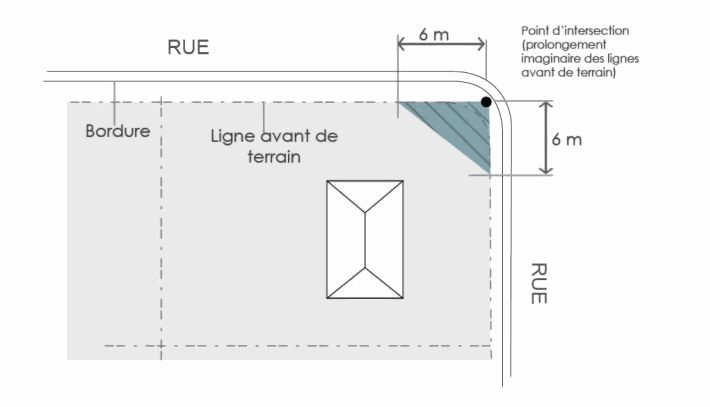 RUE
6 m
Point d'intersection
(prolongement
imaginaire des lignes
avant de terrain)
Bordure
Ligne avant de
terrain
6 m
RUE